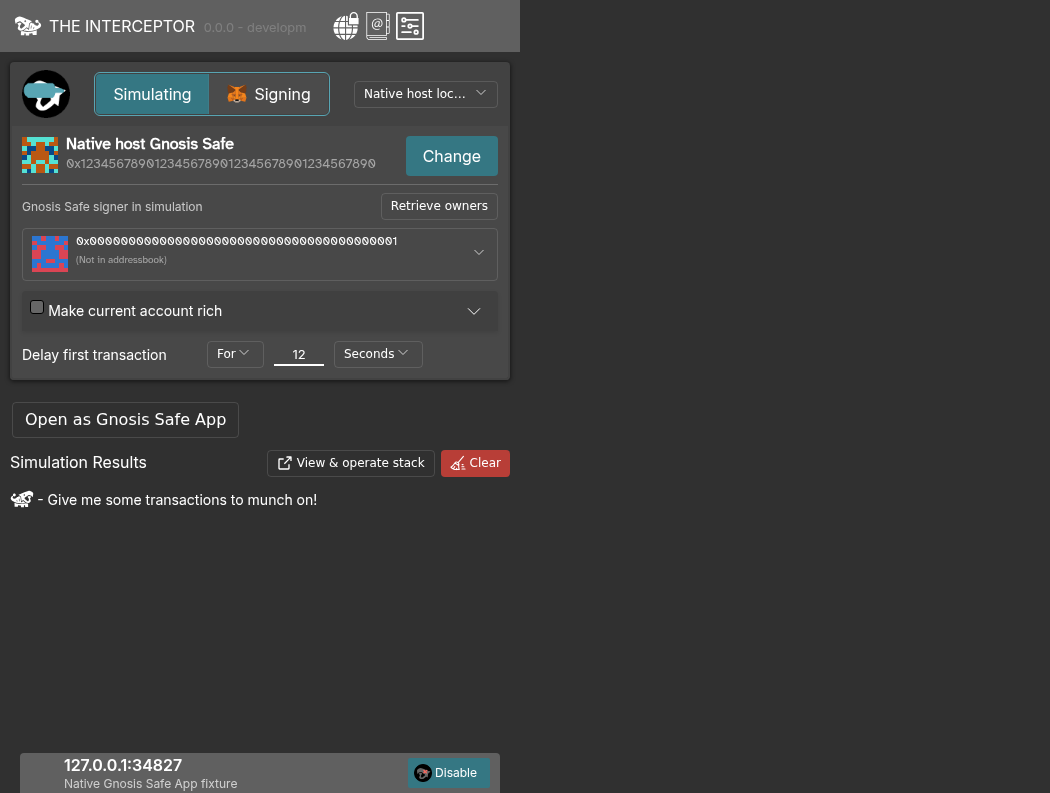 THE INTERCEPTOR 0.0.0 - developm
Simulating Signing Native host loc...
Native host Gnosis Safe
0x1234567890123456789012345678901234567890
Change
Gnosis Safe signer in simulation Retrieve owners
0x0000000000000000000000000000000000000001
(Not in addressbook)
Make current account rich
Delay first transaction For 12 Seconds
Open as Gnosis Safe App
Simulation Results View & operate stack Clear
- Give me some transactions to munch on!
127.0.0.1:34827
Native Gnosis Safe App fixture
Disable